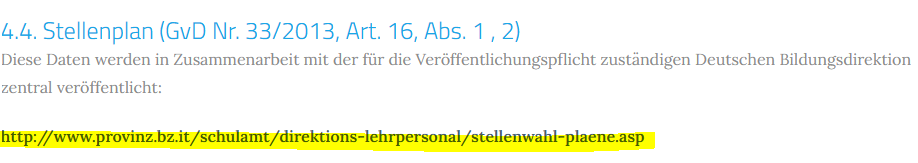 4.4. Stellenplan (GvD Nr. 33/2013, Art. 16, Abs. 1 , 2)
Diese Daten werden in Zusammenarbeit mit der für die Veröffentlichungspflicht zuständigen Deutschen Bildungsdirektion
zentral veröffentlicht:
http://www.provinz.bz.it/schulamt/direktions-lehrpersonal/stellenwahl-plaene.asp